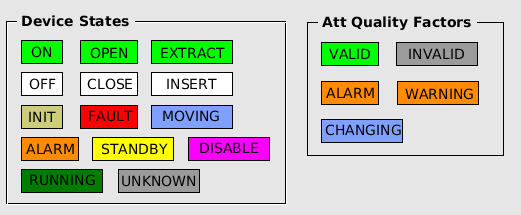 Device States
ON OPEN EXTRACT
OFF CLOSE INSERT
INIT FAULT MOVING
ALARM STANDBY DISABLE
RUNNING UNKNOWN
Att Quality Factors
VALID INVALID
ALARM WARNING
CHANGING